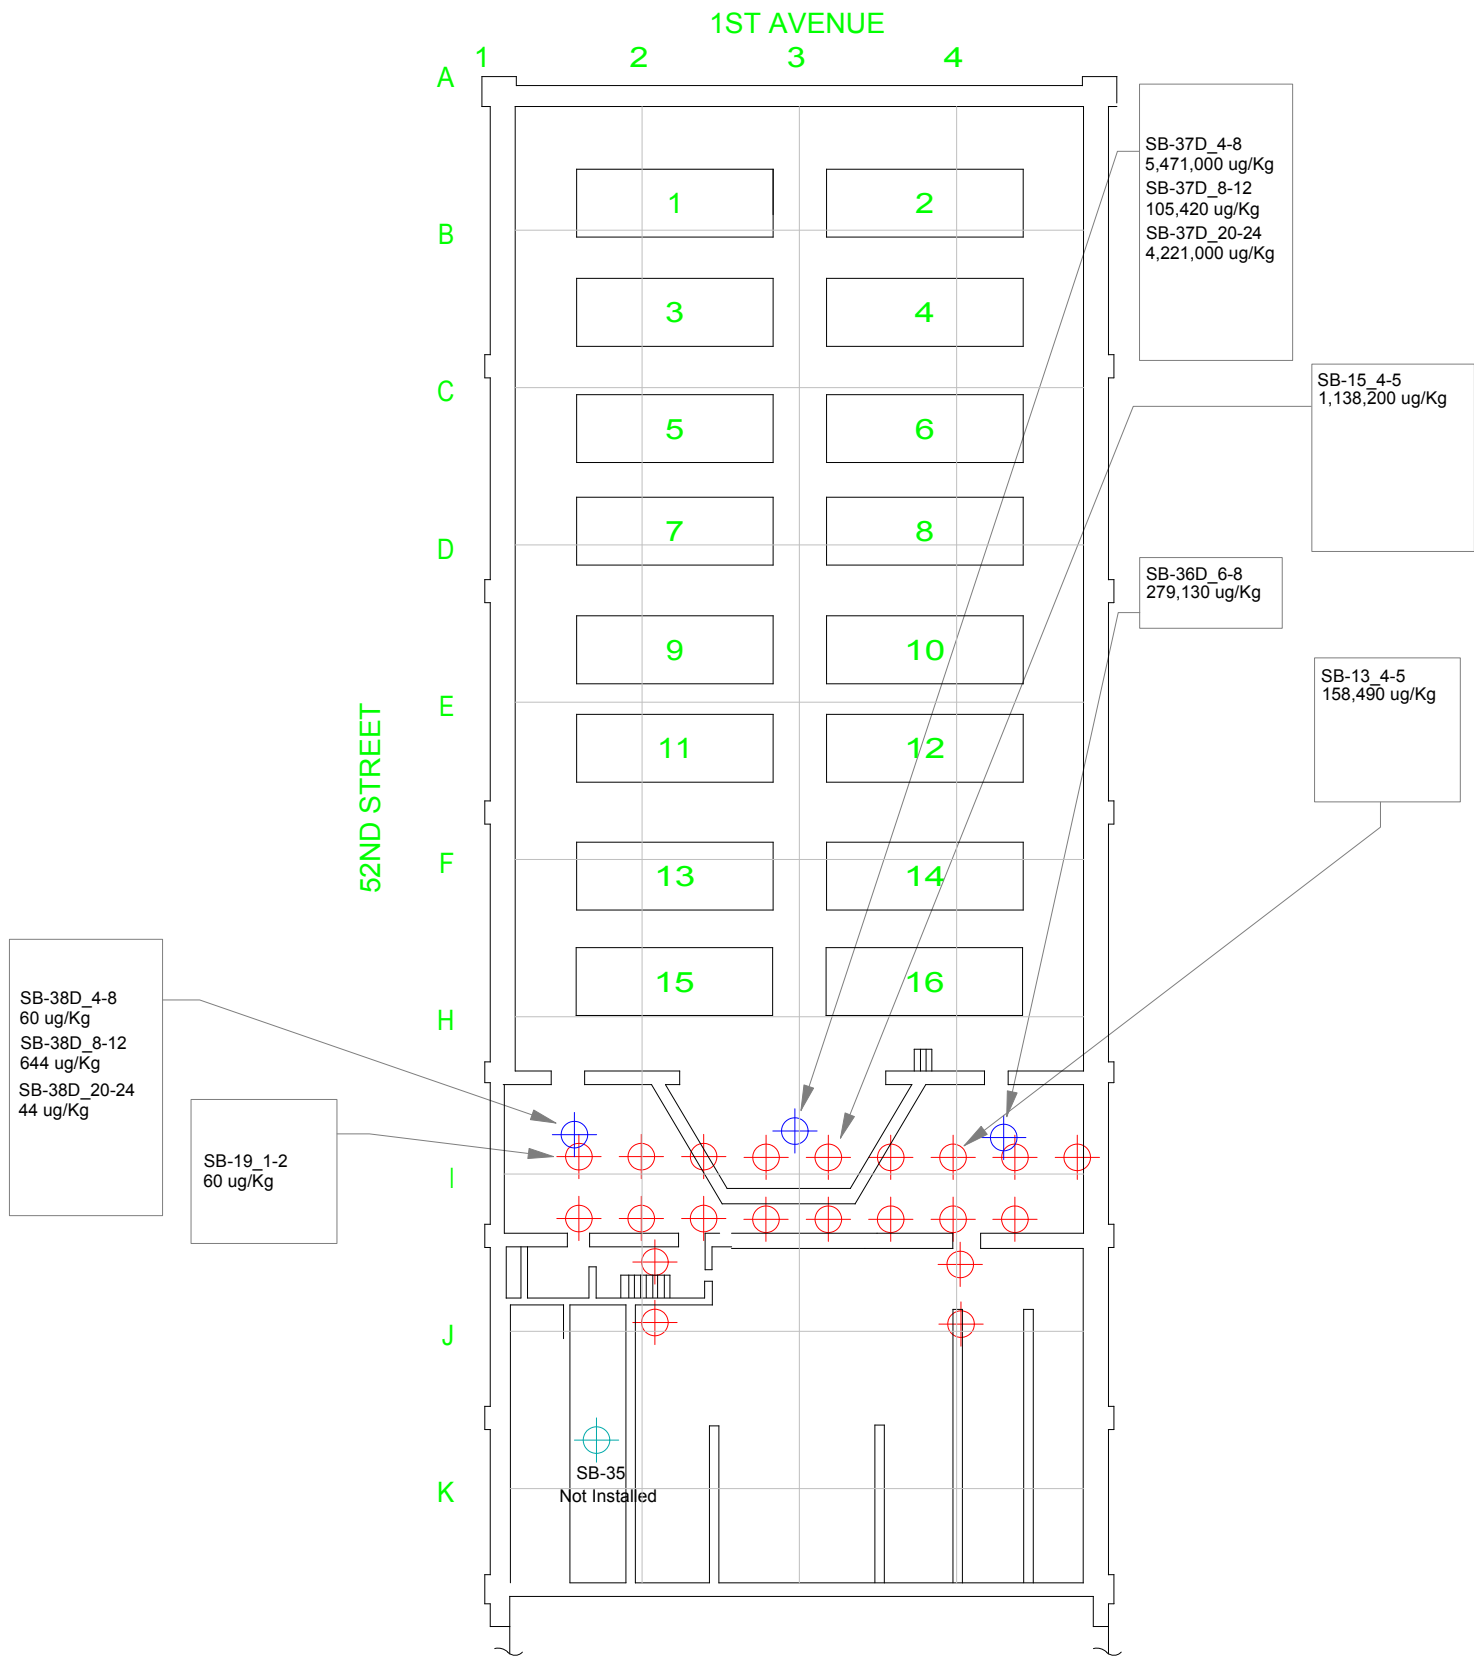 1ST AVENUE
1
2
3
4
A
SB-37D_4-8
5,471,000 ug/Kg
SB-37D_8-12
105,420 ug/Kg
SB-37D_20-24
4,221,000 ug/Kg
1
2
B
3
4
SB-15_4-5
1,138,200 ug/Kg
C
5
6
7
8
D
SB-36D_6-8
279,130 ug/Kg
9
10
SB-13_4-5
158,490 ug/Kg
E
11
12
52ND STREET
F
13
14
15
16
SB-38D_4-8
60 ug/Kg
SB-38D_8-12
644 ug/Kg
SB-38D_20-24
44 ug/Kg
H
SB-19_1-2
60 ug/Kg
I
J
SB-35
Not Installed
K